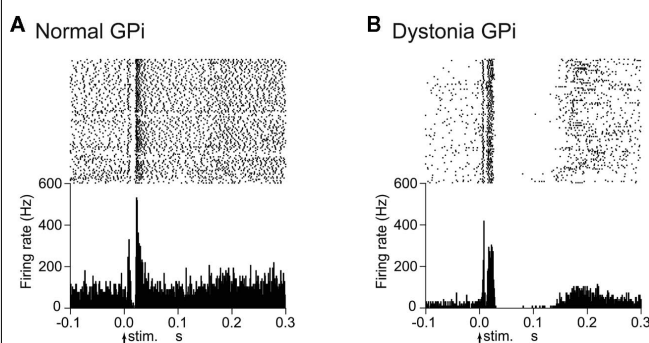 A Normal GPi
B Dystonia GPi
Firing rate (Hz)
600
400
200
0
-0.1 0.0 0.1 0.2 0.3
stim. s
Firing rate (Hz)
600
400
200
0
-0.1 0.0 0.1 0.2 0.3
stim. s